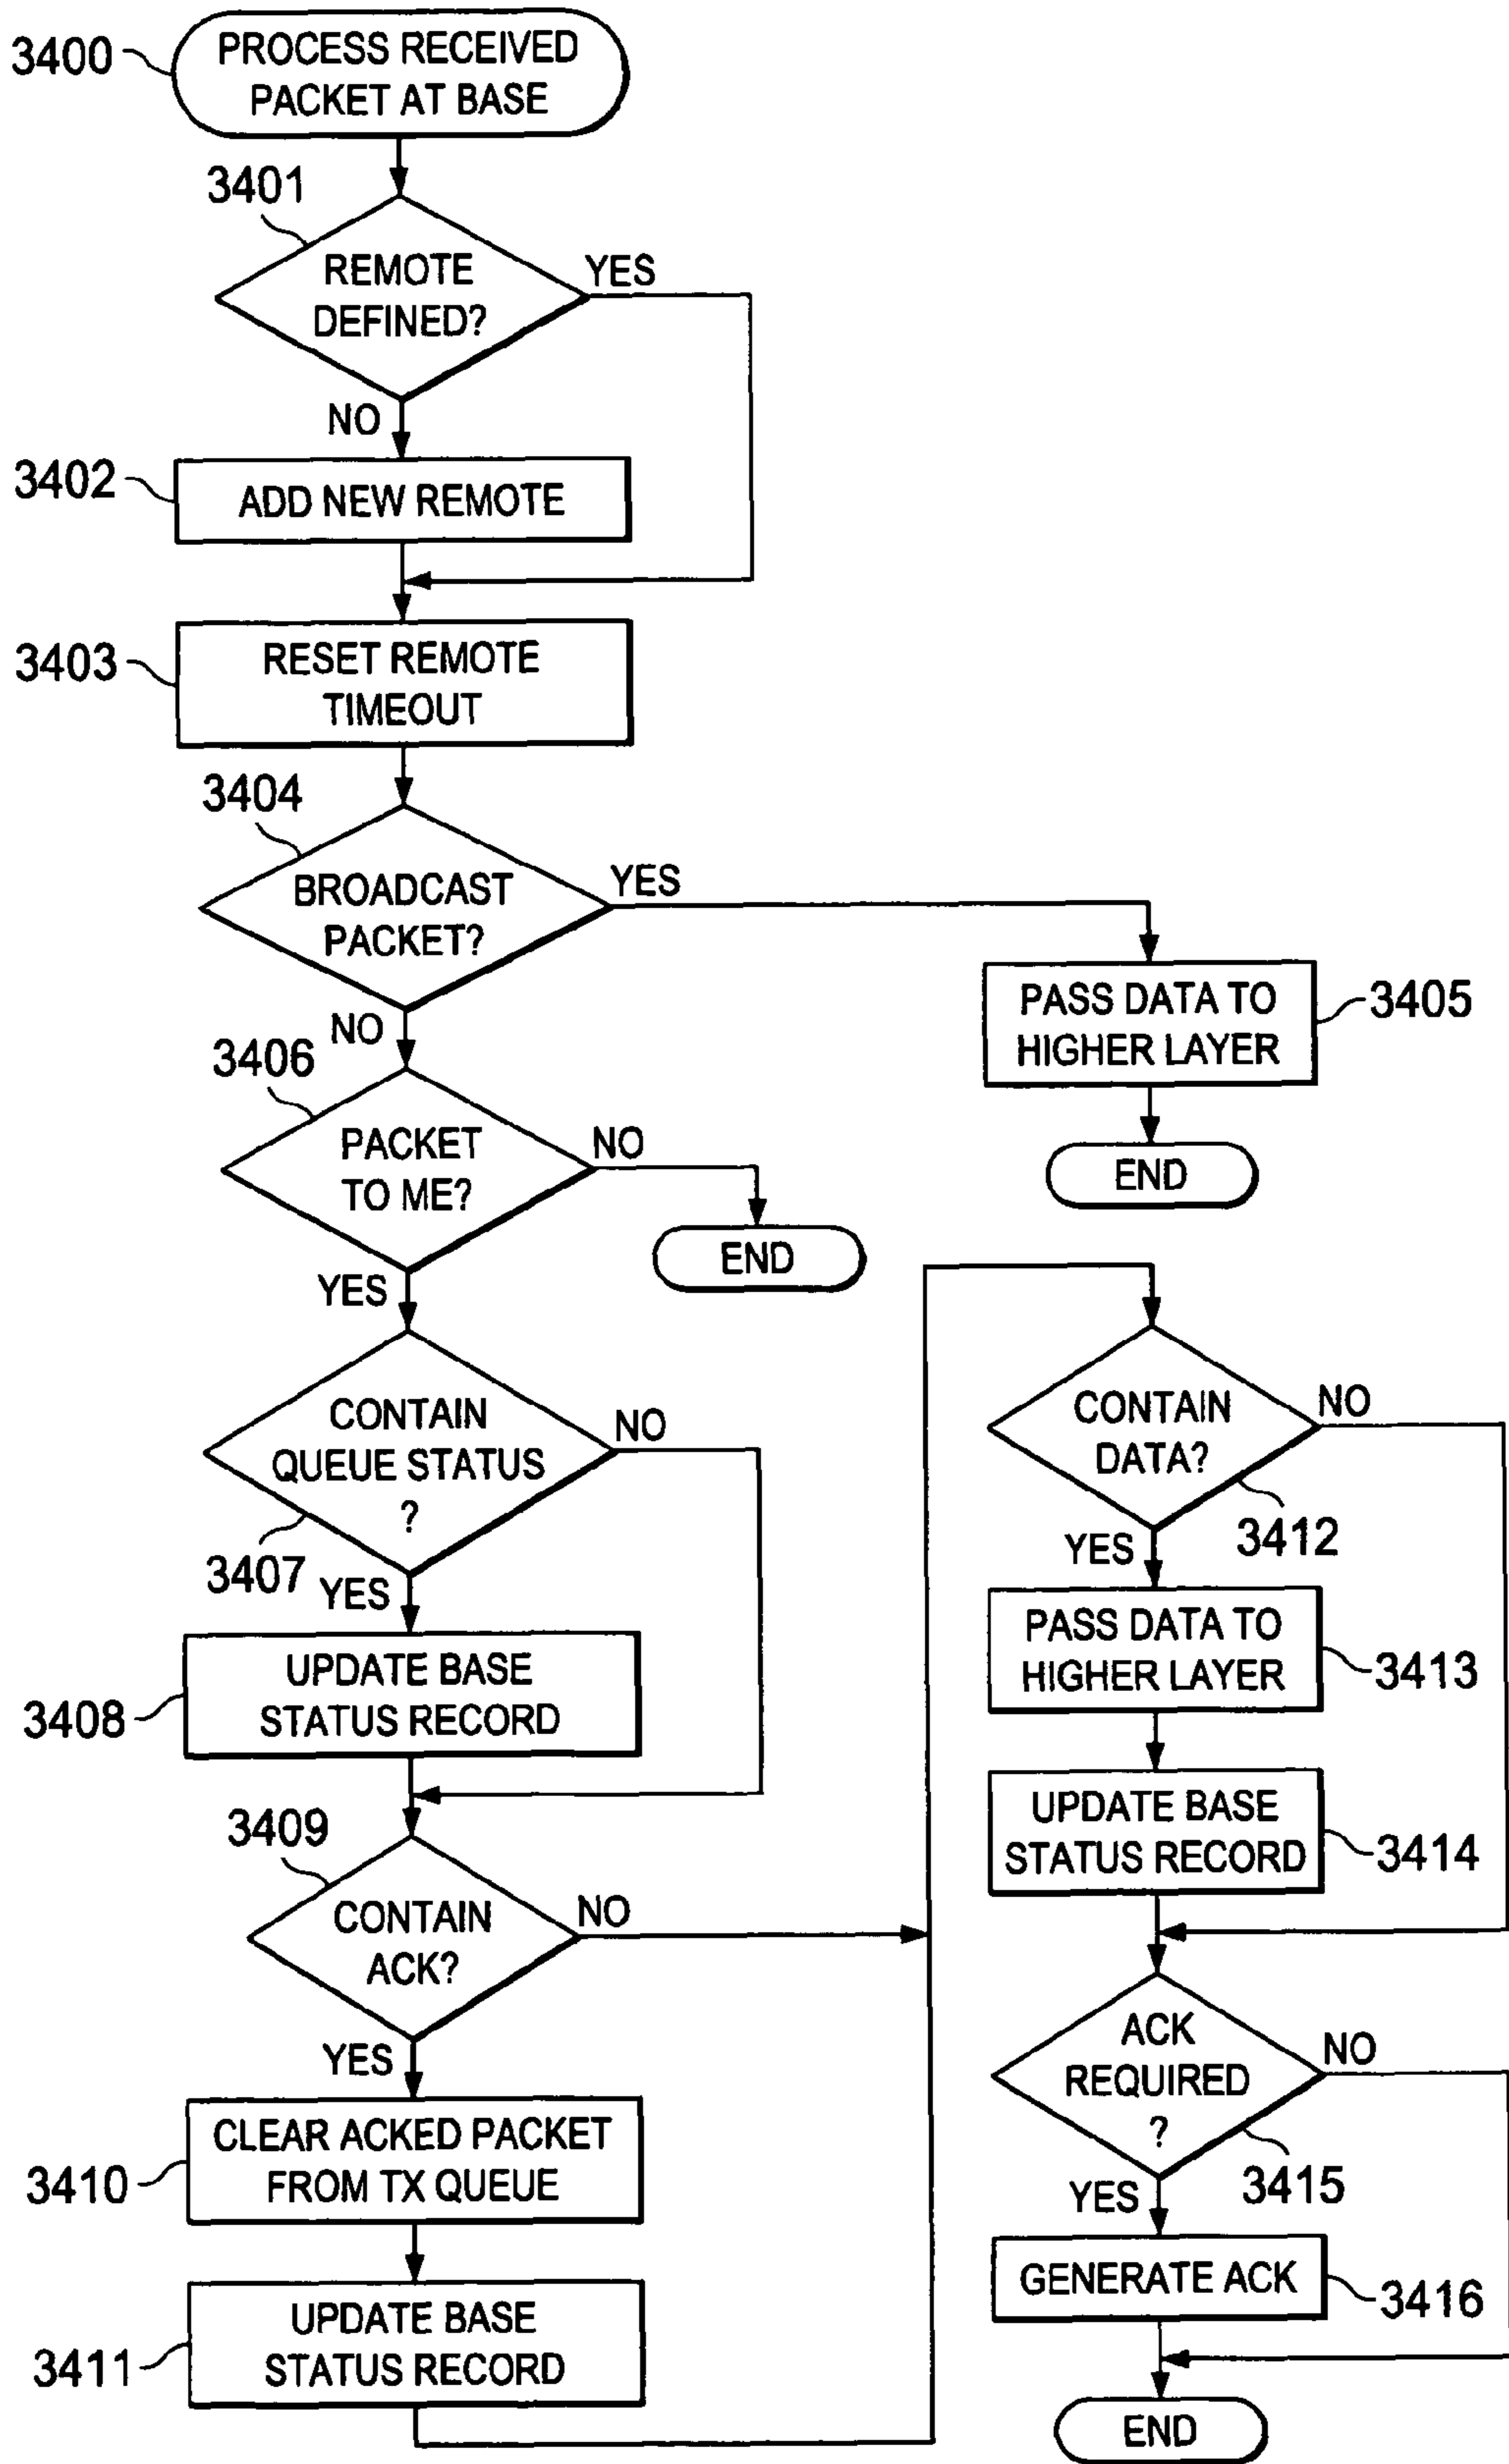 3400
PROCESS RECEIVED
PACKET AT BASE
3401
REMOTE
DEFINED?
YES
NO
3402
ADD NEW REMOTE
3403
RESET REMOTE
TIMEOUT
3404
BROADCAST
PACKET?
YES
NO
PASS DATA TO
HIGHER LAYER
3405
END
3406
PACKET
TO ME?
NO
END
YES
CONTAIN
QUEUE STATUS
?
NO
3407
YES
3408
UPDATE BASE
STATUS RECORD
3409
CONTAIN
ACK?
NO
YES
3410
CLEAR ACKED PACKET
FROM TX QUEUE
3411
UPDATE BASE
STATUS RECORD
CONTAIN
DATA?
NO
3412
YES
PASS DATA TO
HIGHER LAYER
3413
UPDATE BASE
STATUS RECORD
3414
ACK
REQUIRED
?
NO
3415
YES
GENERATE ACK
3416
END